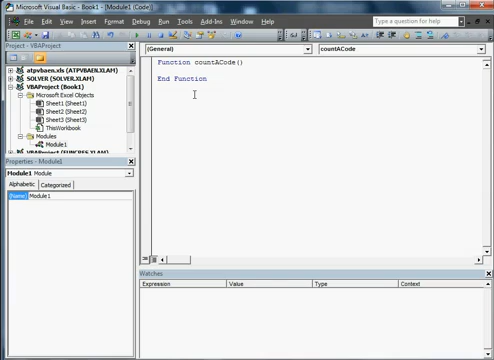 Microsoft Visual Basic - Book1 - [Module1 (Code)]
File Edit View Insert Format Debug Run Tools Add-Ins Window Help
Type a question for help
Project - VBAProject
atpvbaen.xls (ATPVBAEN.XLAM)
SOLVER (SOLVER.XLAM)
VBAProject (Book1)
Microsoft Excel Objects
Sheet1 (Sheet1)
Sheet2 (Sheet2)
Sheet3 (Sheet3)
ThisWorkbook
Modules
Module1
VBAProject (FUNCRES.XLAM)
Properties - Module1
Module1 Module
Alphabetic Categorized
(Name) Module1
(General) countACode
Function countACode()
End Function
Watches
Expression Value Type Context